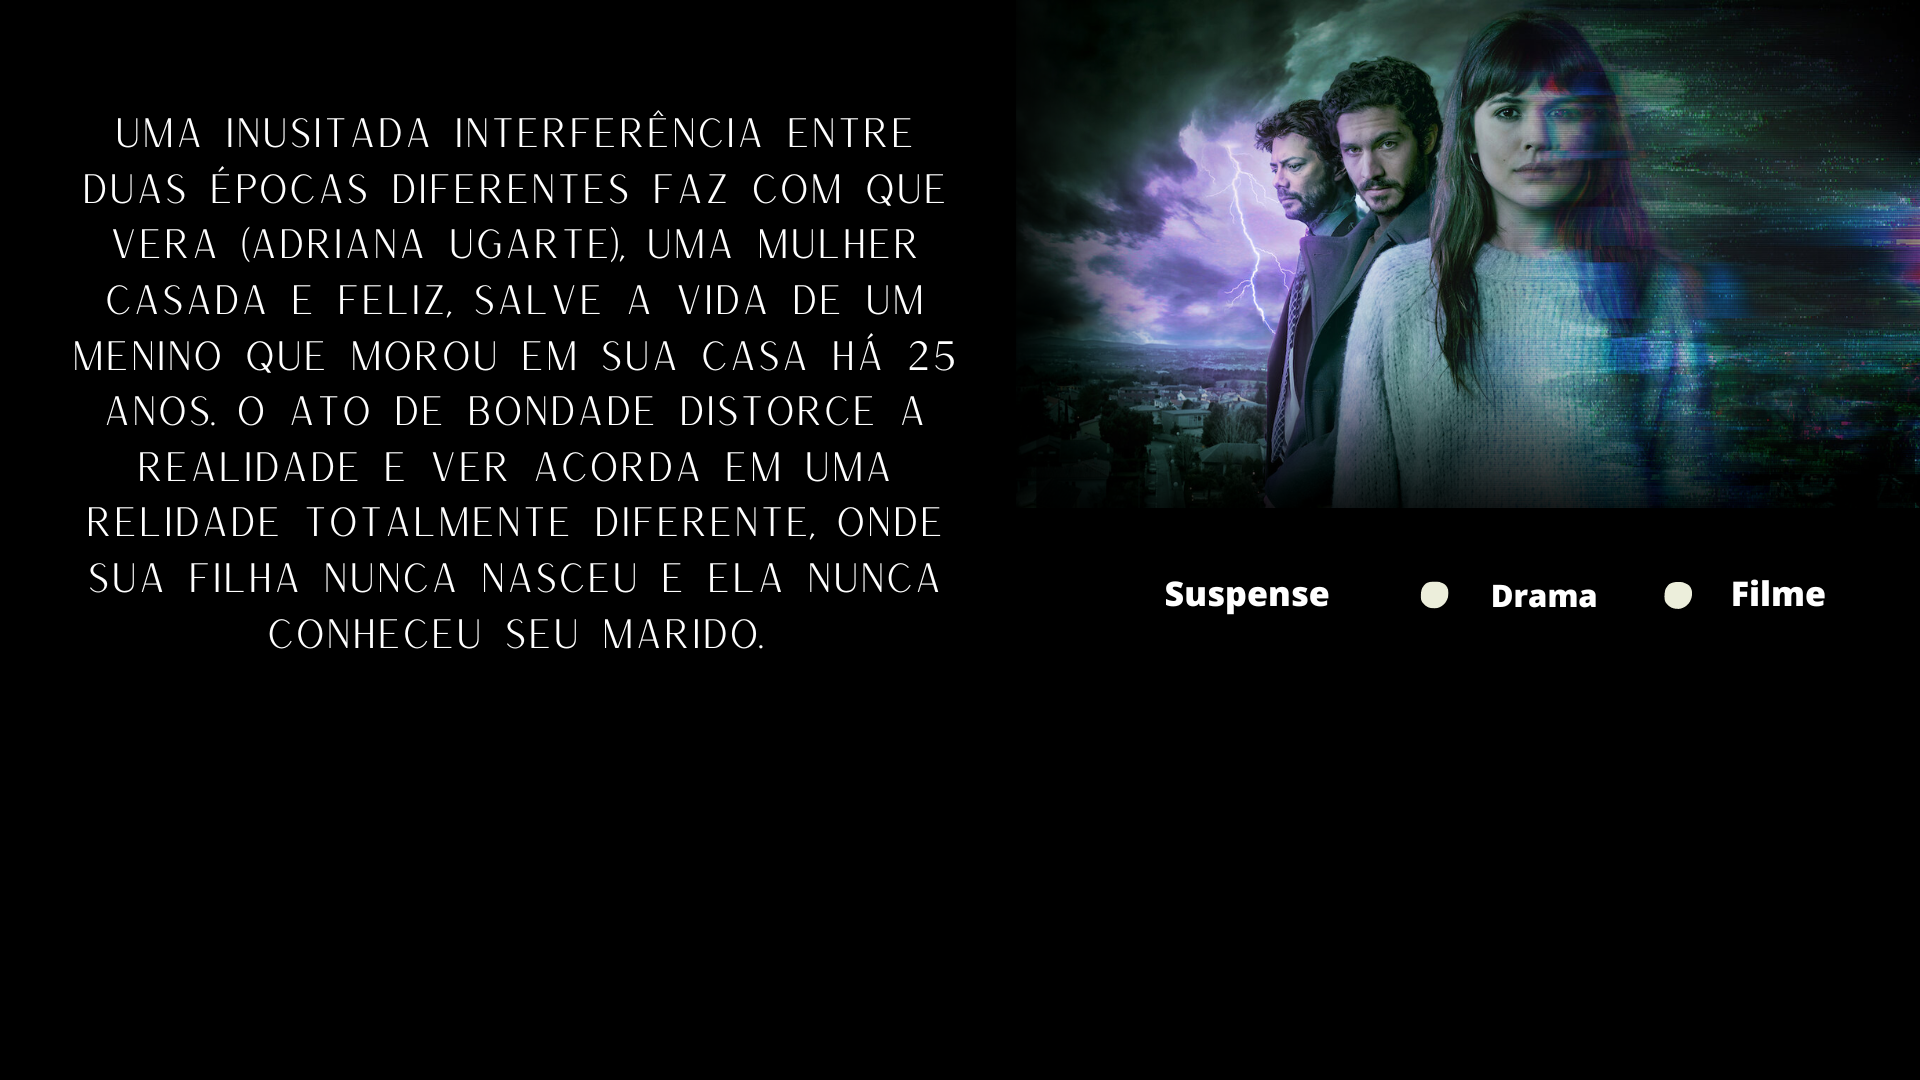 UMA INUSITADA INTERFERÊNCIA ENTRE
DUAS ÉPOCAS DIFERENTES FAZ COM QUE
VERA (ADRIANA UGARTE), UMA MULHER
CASADA E FELIZ, SALVE A VIDA DE UM
MENINO QUE MOROU EM SUA CASA HÁ 25
ANOS. O ATO DE BONDADE DISTORCE A
REALIDADE E VER ACORDA EM UMA
RELIDADE TOTALMENTE DIFERENTE, ONDE
SUA FILHA NUNCA NASCEU E ELA NUNCA
CONHECEU SEU MARIDO.
Suspense Drama Filme